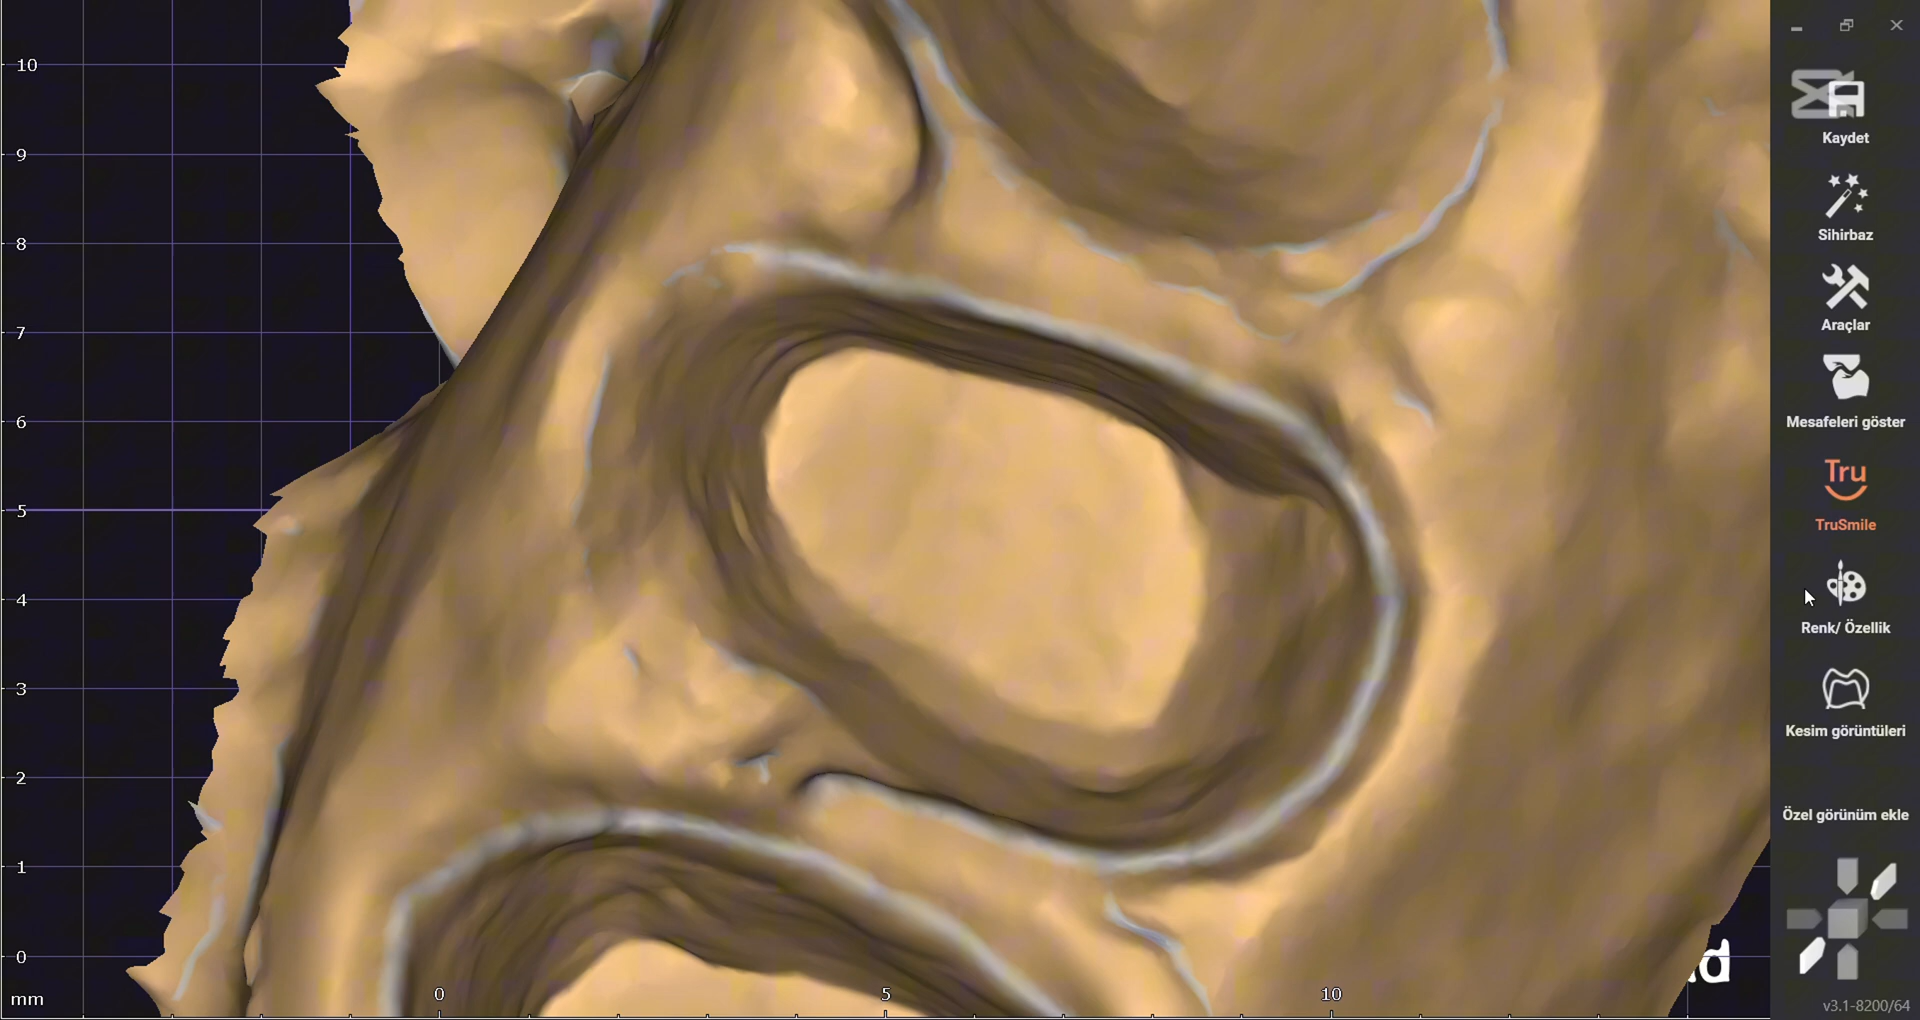 10
9
8
7
6
5
4
3
2
1
0
mm
0
5
10
Kaydet
Sihirbaz
Araçlar
Mesafeleri göster
Tru
TruSmile
Renk/ Özellik
Kesim görüntüleri
Özel görünüm ekle
v3.1-8200/64